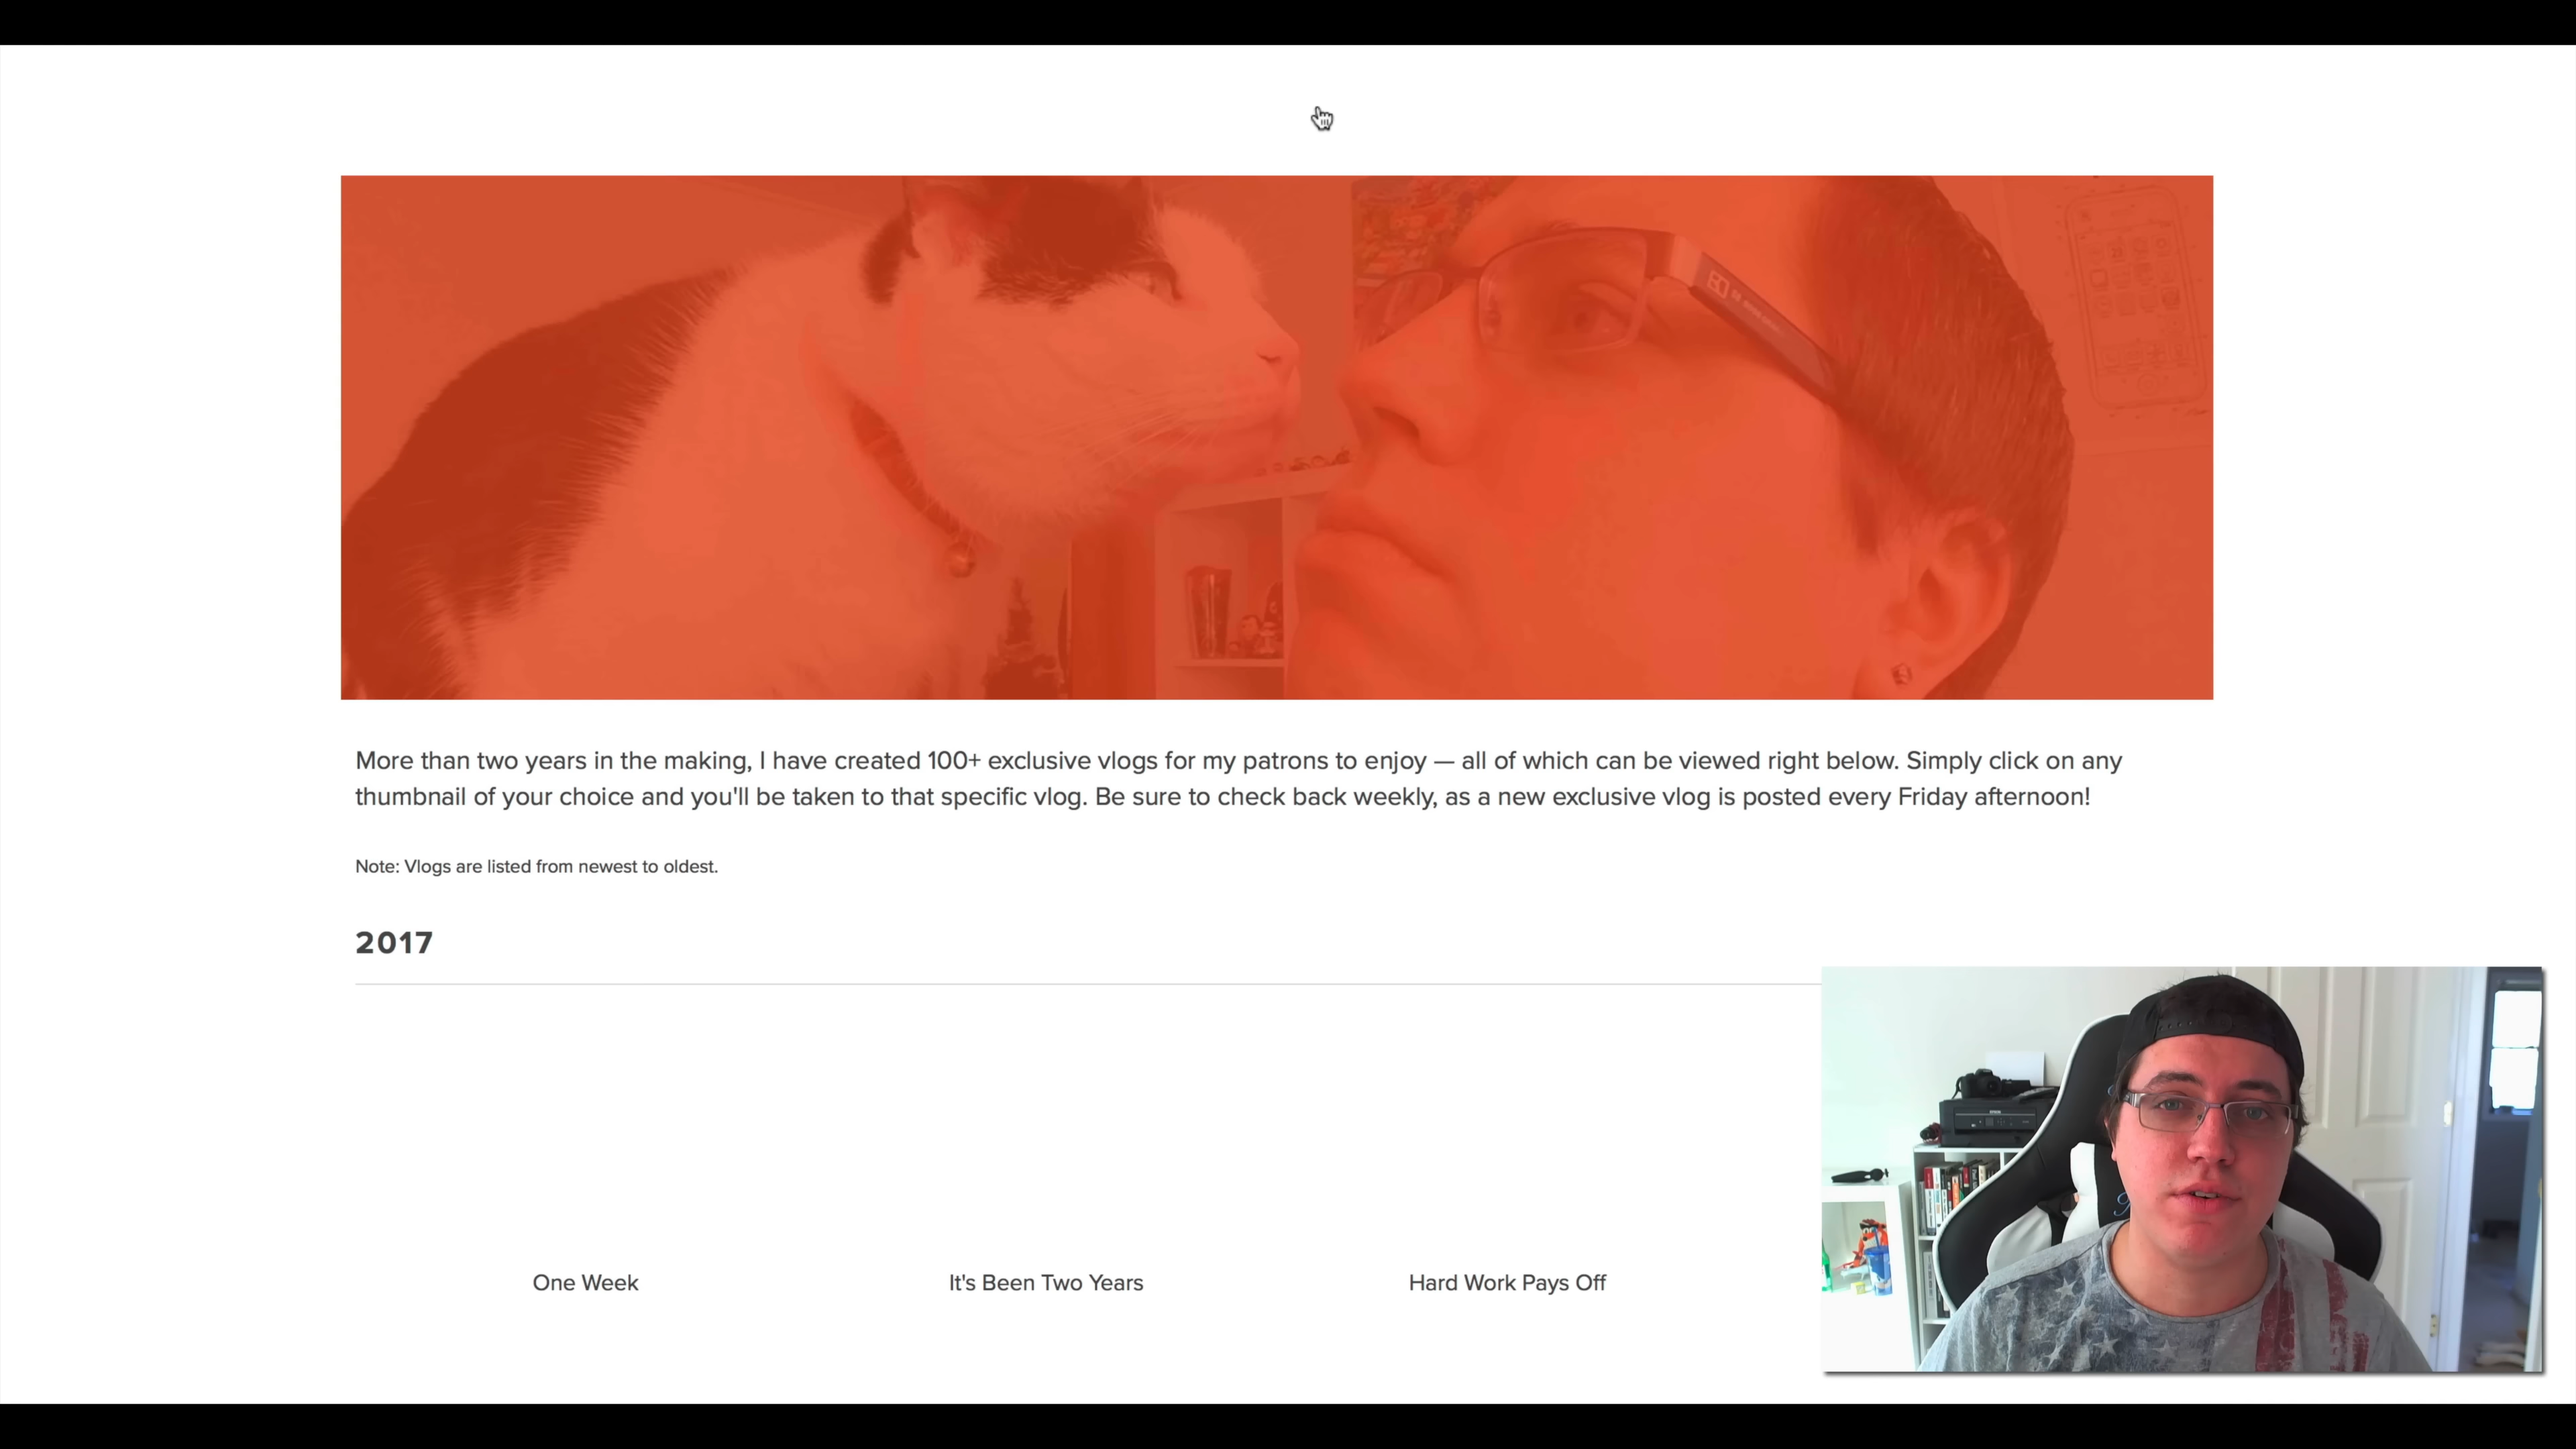 More than two years in the making, I have created 100+ exclusive vlogs for my patrons to enjoy — all of which can be viewed right below. Simply click on any
thumbnail of your choice and you'll be taken to that specific vlog. Be sure to check back weekly, as a new exclusive vlog is posted every Friday afternoon!
Note: Vlogs are listed from newest to oldest.
2017
One Week
It's Been Two Years
Hard Work Pays Off